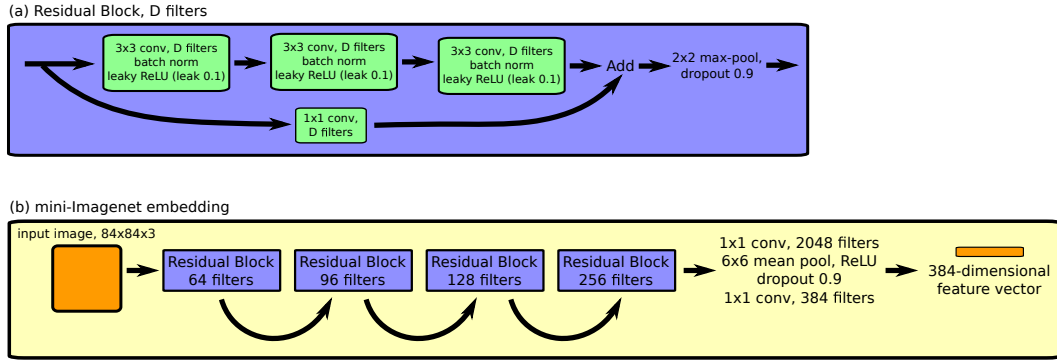 (a) Residual Block, D filters
3x3 conv, D filters
batch norm
leaky ReLU (leak 0.1)
3x3 conv, D filters
batch norm
leaky ReLU (leak 0.1)
3x3 conv, D filters
batch norm
leaky ReLU (leak 0.1)
Add
2x2 max-pool,
dropout 0.9
1x1 conv,
D filters
(b) mini-Imagenet embedding
input image, 84x84x3
Residual Block
64 filters
Residual Block
96 filters
Residual Block
128 filters
Residual Block
256 filters
1x1 conv, 2048 filters
6x6 mean pool, ReLU
dropout 0.9
1x1 conv, 384 filters
384-dimensional
feature vector